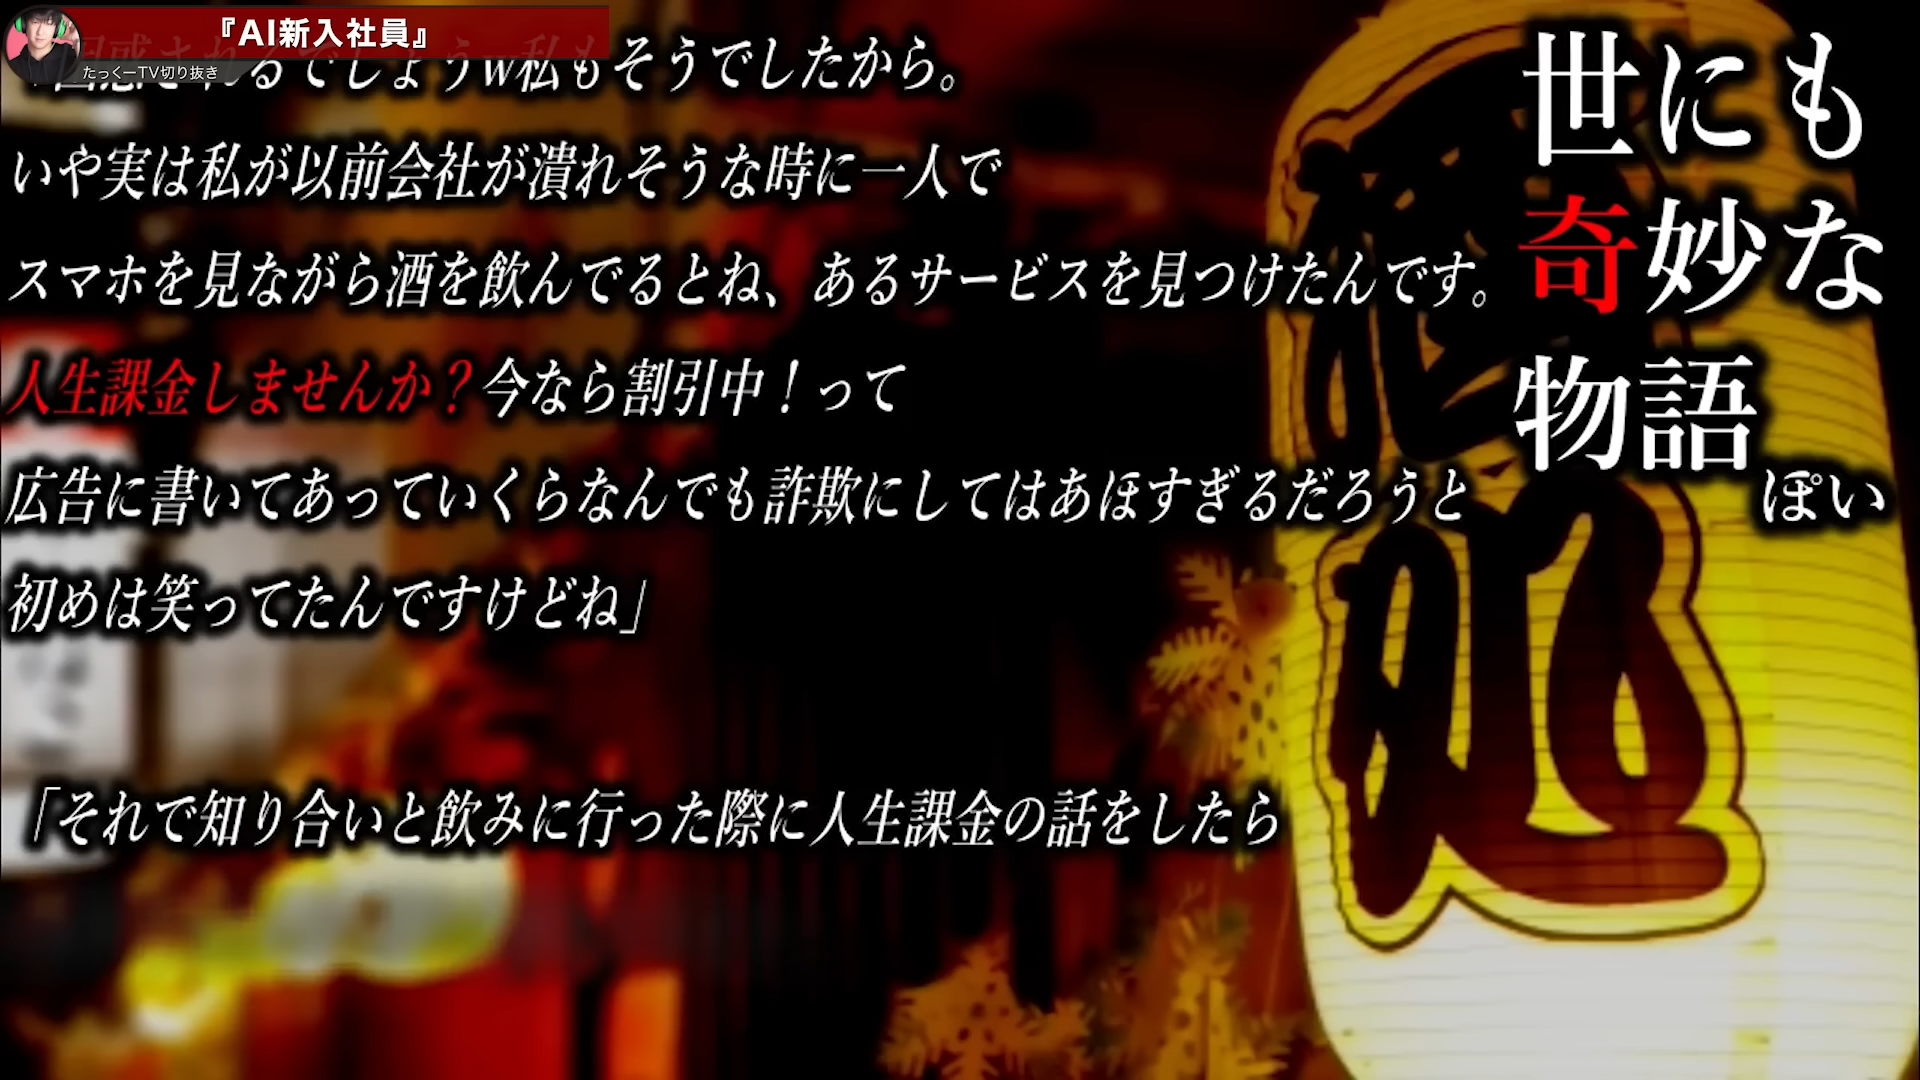 『AI新入社員』
たっくーTV切り抜き
世にも
奇妙な
物語
ぽい
るでしょうw私もそうでしたから。
いや実は私が以前会社が潰れそうな時に一人で
スマホを見ながら酒を飲んでるとね、あるサービスを見つけたんです。
人生課金しませんか？今なら割引中！って
広告に書いてあっていくらなんでも詐欺にしてはあほすぎるだろうと
初めは笑ってたんですけどね」
「それで知り合いと飲みに行った際に人生課金の話をしたら